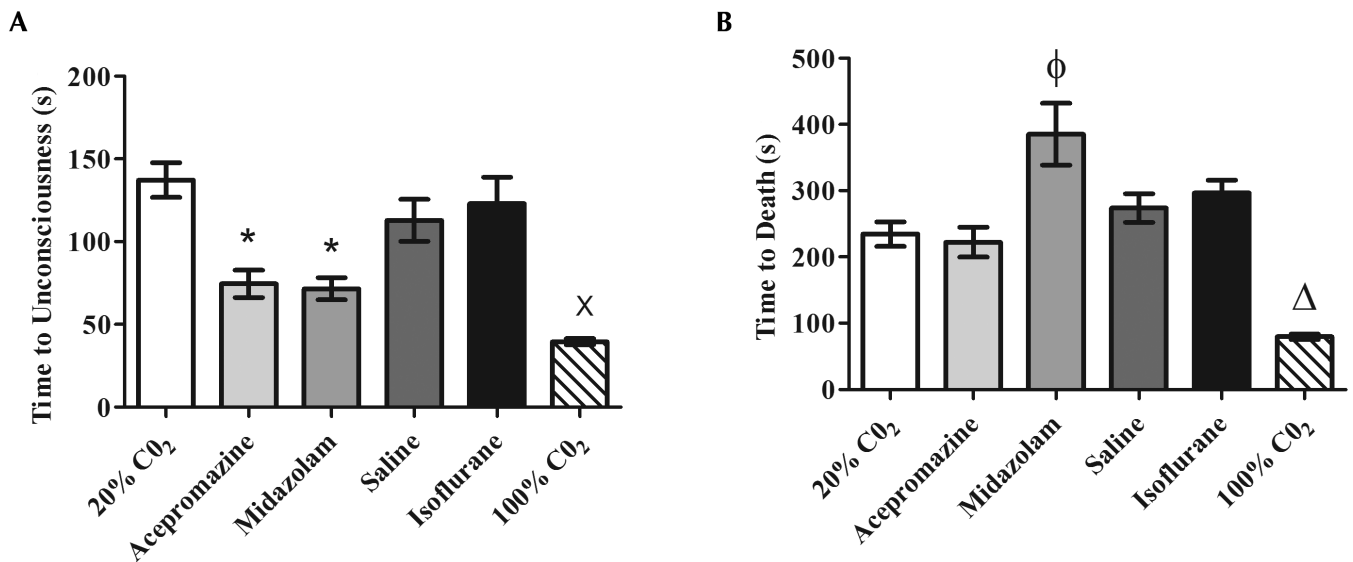 A
Time to Unconsciousness (s)
200
150
100
50
0
*
*
X
20% C0₂
Acepromazine
Midazolam
Saline
Isoflurane
100% C0₂
B
Time to Death (s)
500
400
300
200
100
0
ϕ
Δ
20% C0₂
Acepromazine
Midazolam
Saline
Isoflurane
100% C0₂